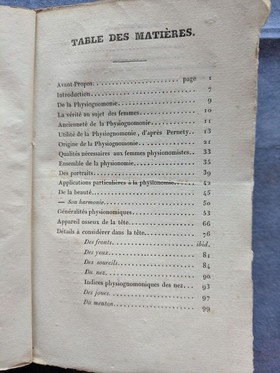 TABLE DES MATIÈRES.
Avant Propos. page 1
Introduction. 7
De la Physiognomonie. 9
La vérité au sujet des femmes. 10
Ancienneté de la Physiognomonie. 11
Utilité de la Physiognomonie, d'après Pernety. 13
Origine de la Physiognomonie. 21
Qualités nécessaires aux femmes physionomistes. 33
Ensemble de la physionomie. 35
Des portraits. 39
Applications particulières à la physionomie. 42
De la beauté. 43
— Son harmonie. 50
Généralités physionomiques. 53
Appareil osseux de la tête. 66
Détails à considérer dans la tête. 76
Des fronts. ibid.
Des yeux. 81
Des sourcils. 84
Du nez. 90
Indices physiognomoniques des nez. 93
Des joues. 97
Du menton. 99